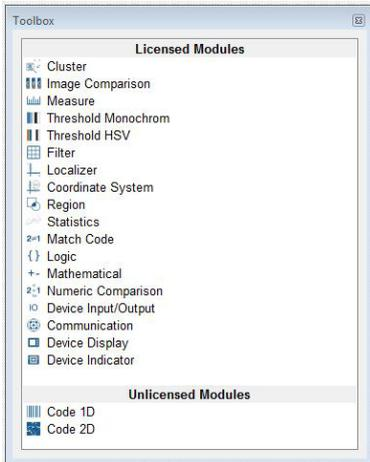 Toolbox
Licensed Modules
Cluster
Image Comparison
Measure
Threshold Monochrom
Threshold HSV
Filter
Localizer
Coordinate System
Region
Statistics
2≠1 Match Code
{ } Logic
+- Mathematical
2:1 Numeric Comparison
IO Device Input/Output
Communication
Device Display
Device Indicator
Unlicensed Modules
Code 1D
Code 2D